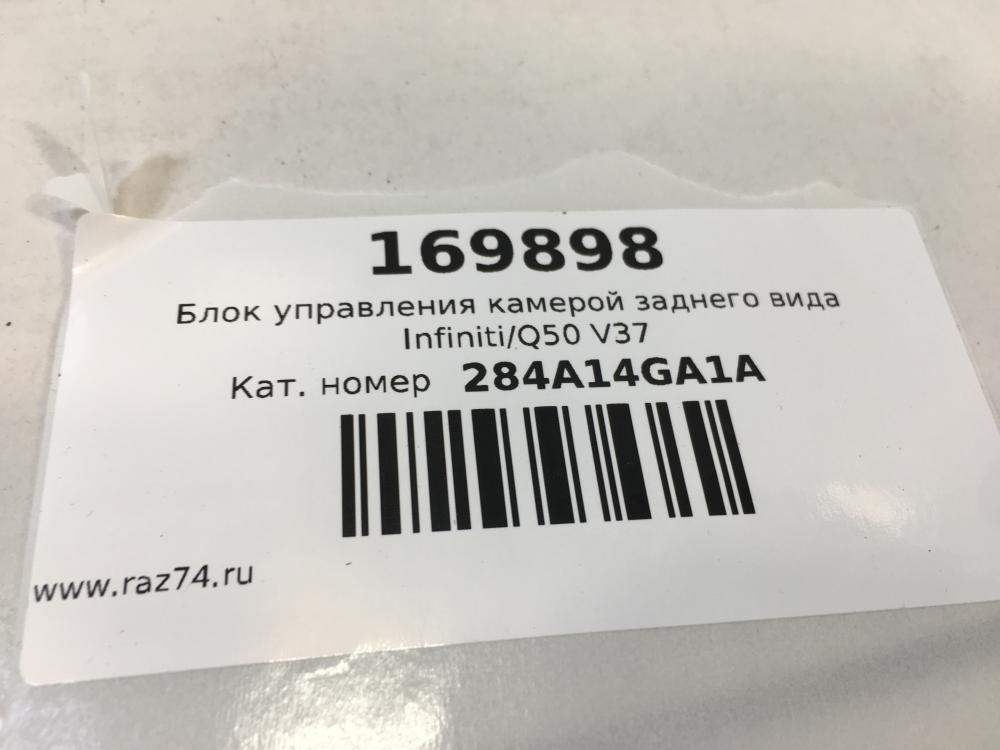 169898
Блок управления камерой заднего вида
Infiniti/Q50 V37
Кат. номер 284A14GA1A
www.raz74.ru